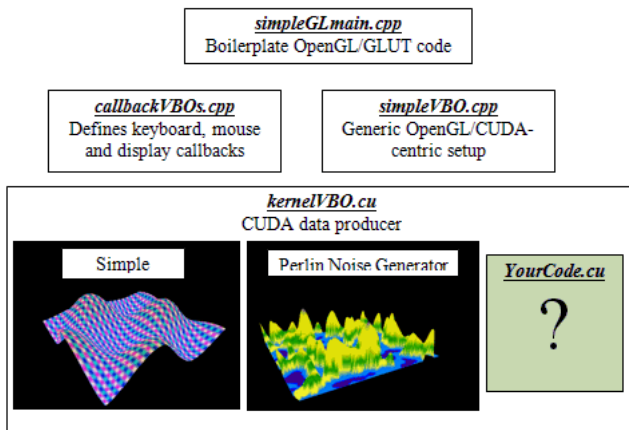 simpleGLmain.cpp
Boilerplate OpenGL/GLUT code
callbackVBOs.cpp
Defines keyboard, mouse
and display callbacks
simpleVBO.cpp
Generic OpenGL/CUDA-
centric setup
kernelVBO.cu
CUDA data producer
Simple
Perlin Noise Generator
YourCode.cu
?